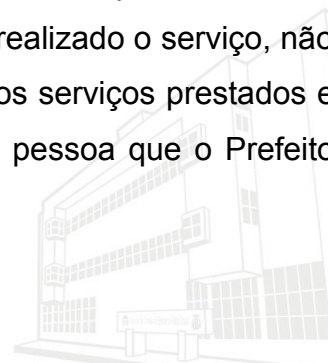 realizado o serviço, não
os serviços prestados e
pessoa que o Prefeito